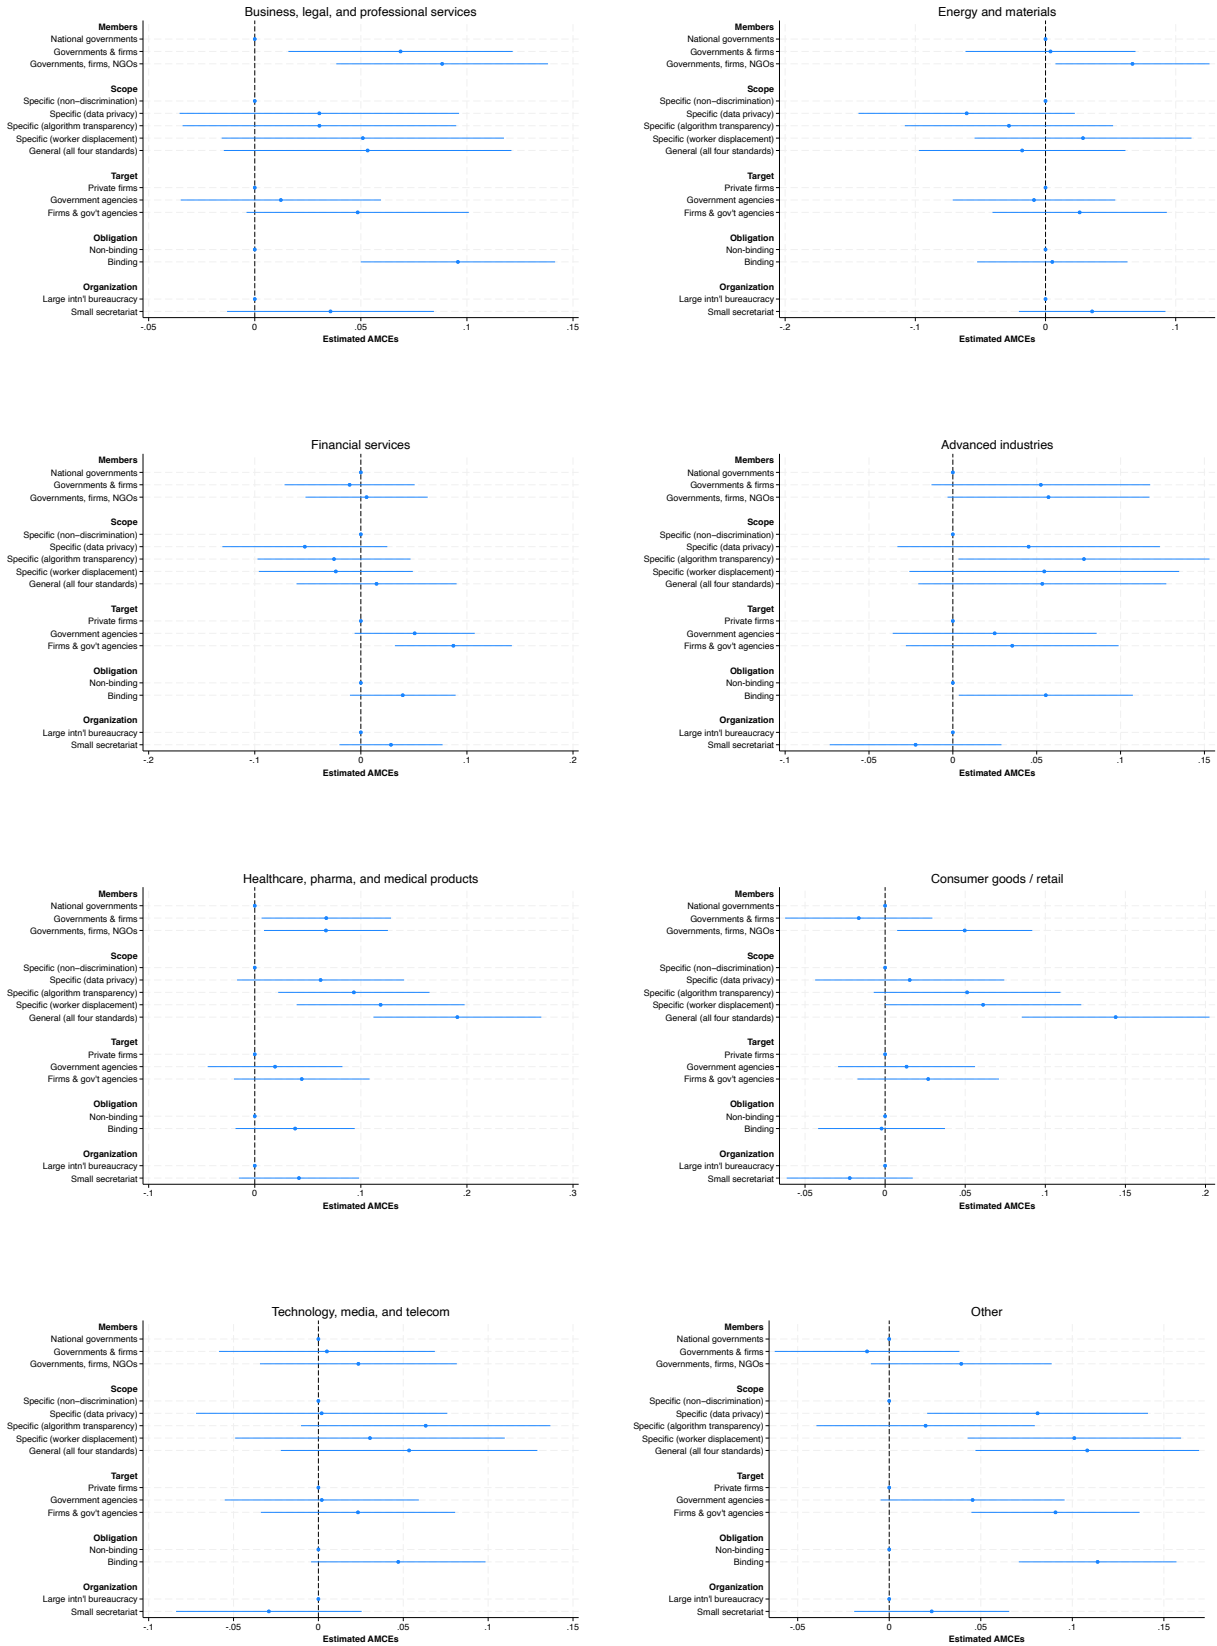 Business, legal, and professional services
Members
National governments
Governments & firms
Governments, firms, NGOs
Scope
Specific (non−discrimination)
Specific (data privacy)
Specific (algorithm transparency)
Specific (worker displacement)
General (all four standards)
Target
Private firms
Government agencies
Firms & gov't agencies
Obligation
Non-binding
Binding
Organization
Large intn'l bureaucracy
Small secretariat
-.05 0 .05 .1 .15
Estimated AMCEs
Energy and materials
Members
National governments
Governments & firms
Governments, firms, NGOs
Scope
Specific (non−discrimination)
Specific (data privacy)
Specific (algorithm transparency)
Specific (worker displacement)
General (all four standards)
Target
Private firms
Government agencies
Firms & gov't agencies
Obligation
Non-binding
Binding
Organization
Large intn'l bureaucracy
Small secretariat
-.2 -.1 0 .1
Estimated AMCEs
Financial services
Members
National governments
Governments & firms
Governments, firms, NGOs
Scope
Specific (non−discrimination)
Specific (data privacy)
Specific (algorithm transparency)
Specific (worker displacement)
General (all four standards)
Target
Private firms
Government agencies
Firms & gov't agencies
Obligation
Non-binding
Binding
Organization
Large intn'l bureaucracy
Small secretariat
-.2 -.1 0 .1 .2
Estimated AMCEs
Advanced industries
Members
National governments
Governments & firms
Governments, firms, NGOs
Scope
Specific (non−discrimination)
Specific (data privacy)
Specific (algorithm transparency)
Specific (worker displacement)
General (all four standards)
Target
Private firms
Government agencies
Firms & gov't agencies
Obligation
Non-binding
Binding
Organization
Large intn'l bureaucracy
Small secretariat
-.1 -.05 0 .05 .1 .15
Estimated AMCEs
Healthcare, pharma, and medical products
Members
National governments
Governments & firms
Governments, firms, NGOs
Scope
Specific (non−discrimination)
Specific (data privacy)
Specific (algorithm transparency)
Specific (worker displacement)
General (all four standards)
Target
Private firms
Government agencies
Firms & gov't agencies
Obligation
Non-binding
Binding
Organization
Large intn'l bureaucracy
Small secretariat
-.1 0 .1 .2 .3
Estimated AMCEs
Consumer goods / retail
Members
National governments
Governments & firms
Governments, firms, NGOs
Scope
Specific (non−discrimination)
Specific (data privacy)
Specific (algorithm transparency)
Specific (worker displacement)
General (all four standards)
Target
Private firms
Government agencies
Firms & gov't agencies
Obligation
Non-binding
Binding
Organization
Large intn'l bureaucracy
Small secretariat
-.05 0 .05 .1 .15 .2
Estimated AMCEs
Technology, media, and telecom
Members
National governments
Governments & firms
Governments, firms, NGOs
Scope
Specific (non−discrimination)
Specific (data privacy)
Specific (algorithm transparency)
Specific (worker displacement)
General (all four standards)
Target
Private firms
Government agencies
Firms & gov't agencies
Obligation
Non-binding
Binding
Organization
Large intn'l bureaucracy
Small secretariat
-.1 -.05 0 .05 .1 .15
Estimated AMCEs
Other
Members
National governments
Governments & firms
Governments, firms, NGOs
Scope
Specific (non−discrimination)
Specific (data privacy)
Specific (algorithm transparency)
Specific (worker displacement)
General (all four standards)
Target
Private firms
Government agencies
Firms & gov't agencies
Obligation
Non-binding
Binding
Organization
Large intn'l bureaucracy
Small secretariat
-.05 0 .05 .1 .15
Estimated AMCEs